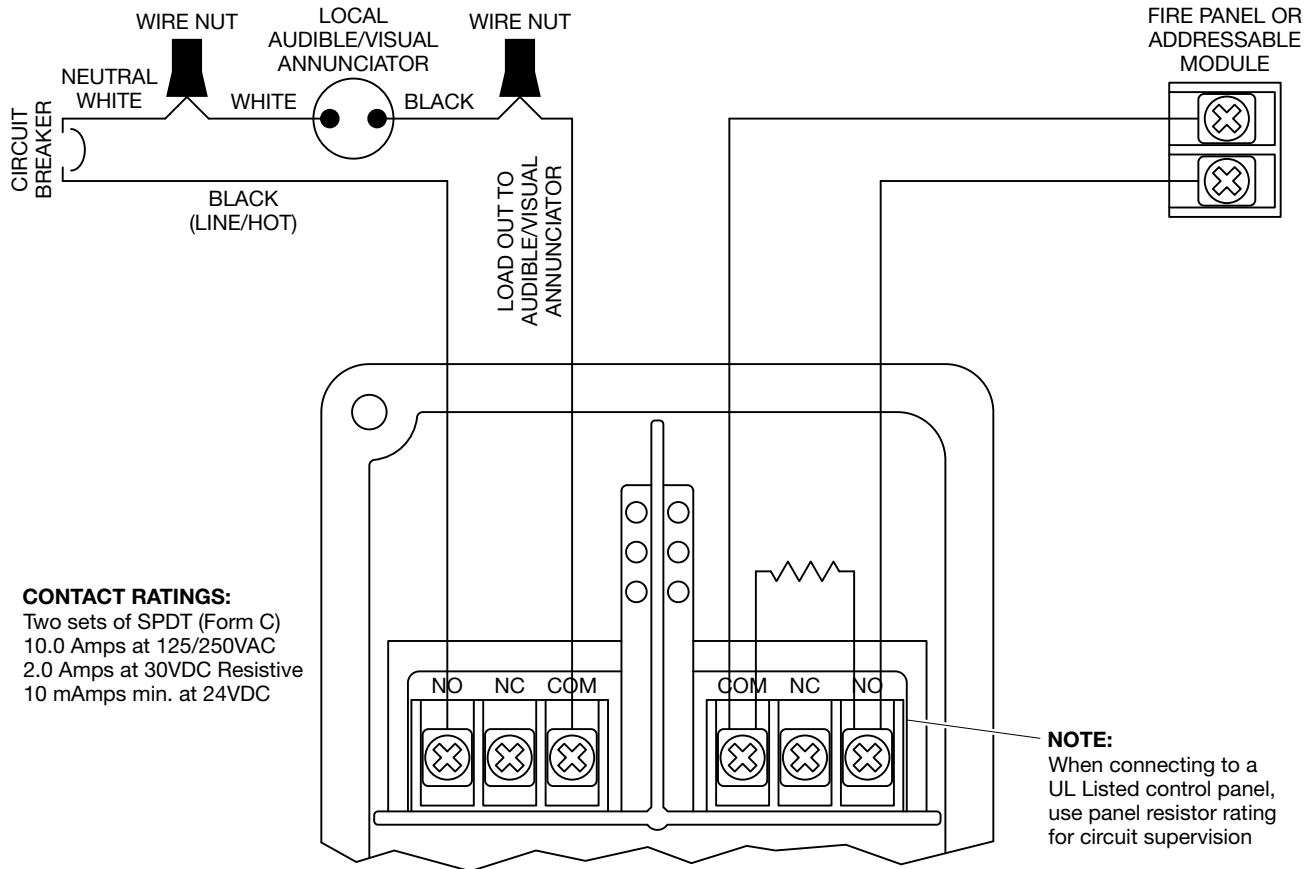 WIRE NUT
LOCAL
AUDIBLE/VISUAL
ANNUNCIATOR
WIRE NUT
FIRE PANEL OR
ADDRESSABLE
MODULE
NEUTRAL
WHITE
WHITE
BLACK
CIRCUIT
BREAKER
BLACK
(LINE/HOT)
LOAD OUT TO
AUDIBLE/VISUAL
ANNUNCIATOR
CONTACT RATINGS:
Two sets of SPDT (Form C)
10.0 Amps at 125/250VAC
2.0 Amps at 30VDC Resistive
10 mAmps min. at 24VDC
NO NC COM
COM NC NO
NOTE:
When connecting to a
UL Listed control panel,
use panel resistor rating
for circuit supervision